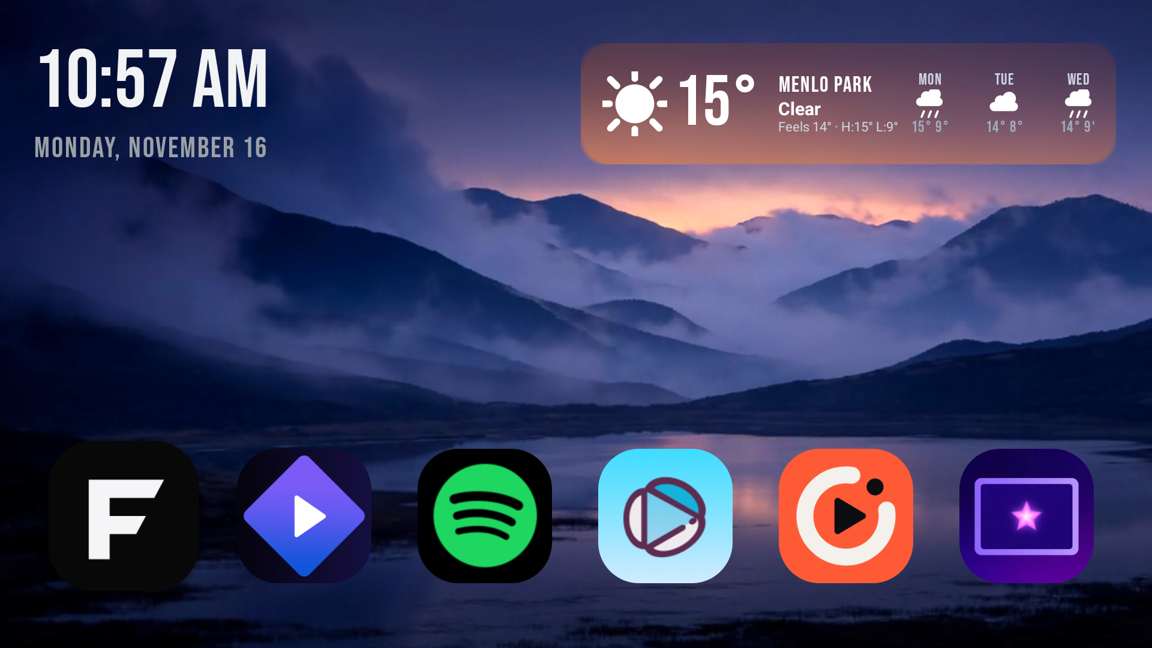 10:57 AM
MONDAY, NOVEMBER 16
15°
MENLO PARK
Clear
Feels 14° · H:15° L:9°
MON
15° 9°
TUE
14° 8°
WED
14° 9°
F